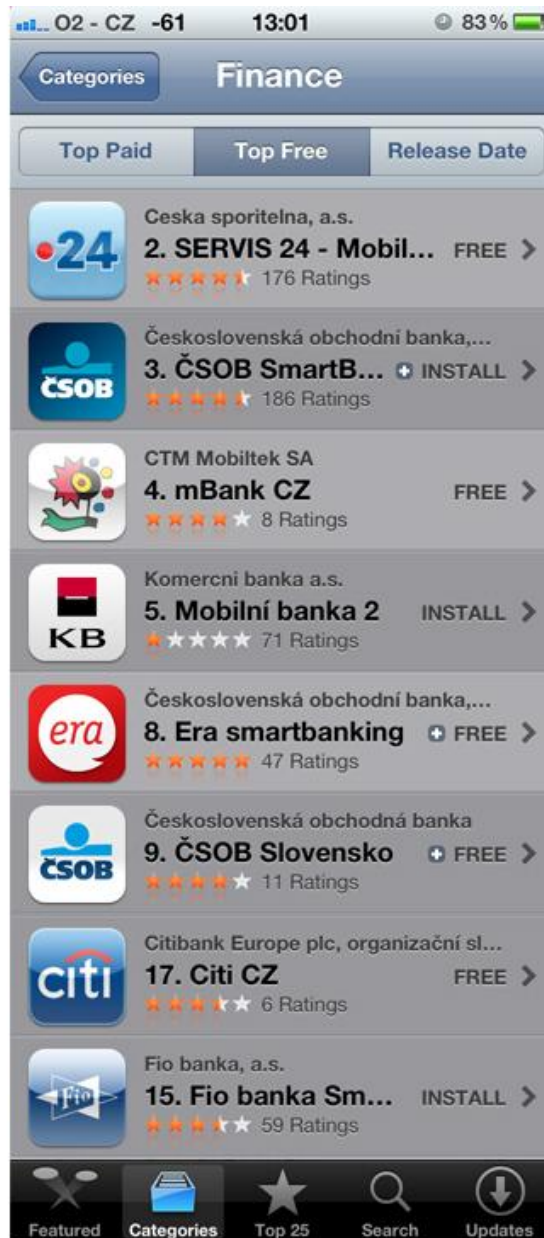 O2 - CZ -61 13:01 83 %
Categories Finance
Top Paid Top Free Release Date
24
Ceska sporitelna, a.s.
2. SERVIS 24 - Mobil... FREE
176 Ratings
ČSOB
Československá obchodní banka,...
3. ČSOB SmartB... INSTALL
186 Ratings
CTM Mobiltek SA
4. mBank CZ FREE
8 Ratings
KB
Komercni banka a.s.
5. Mobilní banka 2 INSTALL
71 Ratings
era
Československá obchodní banka,...
8. Era smartbanking FREE
47 Ratings
ČSOB
Československá obchodná banka
9. ČSOB Slovensko FREE
11 Ratings
citi
Citibank Europe plc, organizační sl...
17. Citi CZ FREE
6 Ratings
Fio
Fio banka, a.s.
15. Fio banka Sm... INSTALL
59 Ratings
Featured Categories Top 25 Search Updates